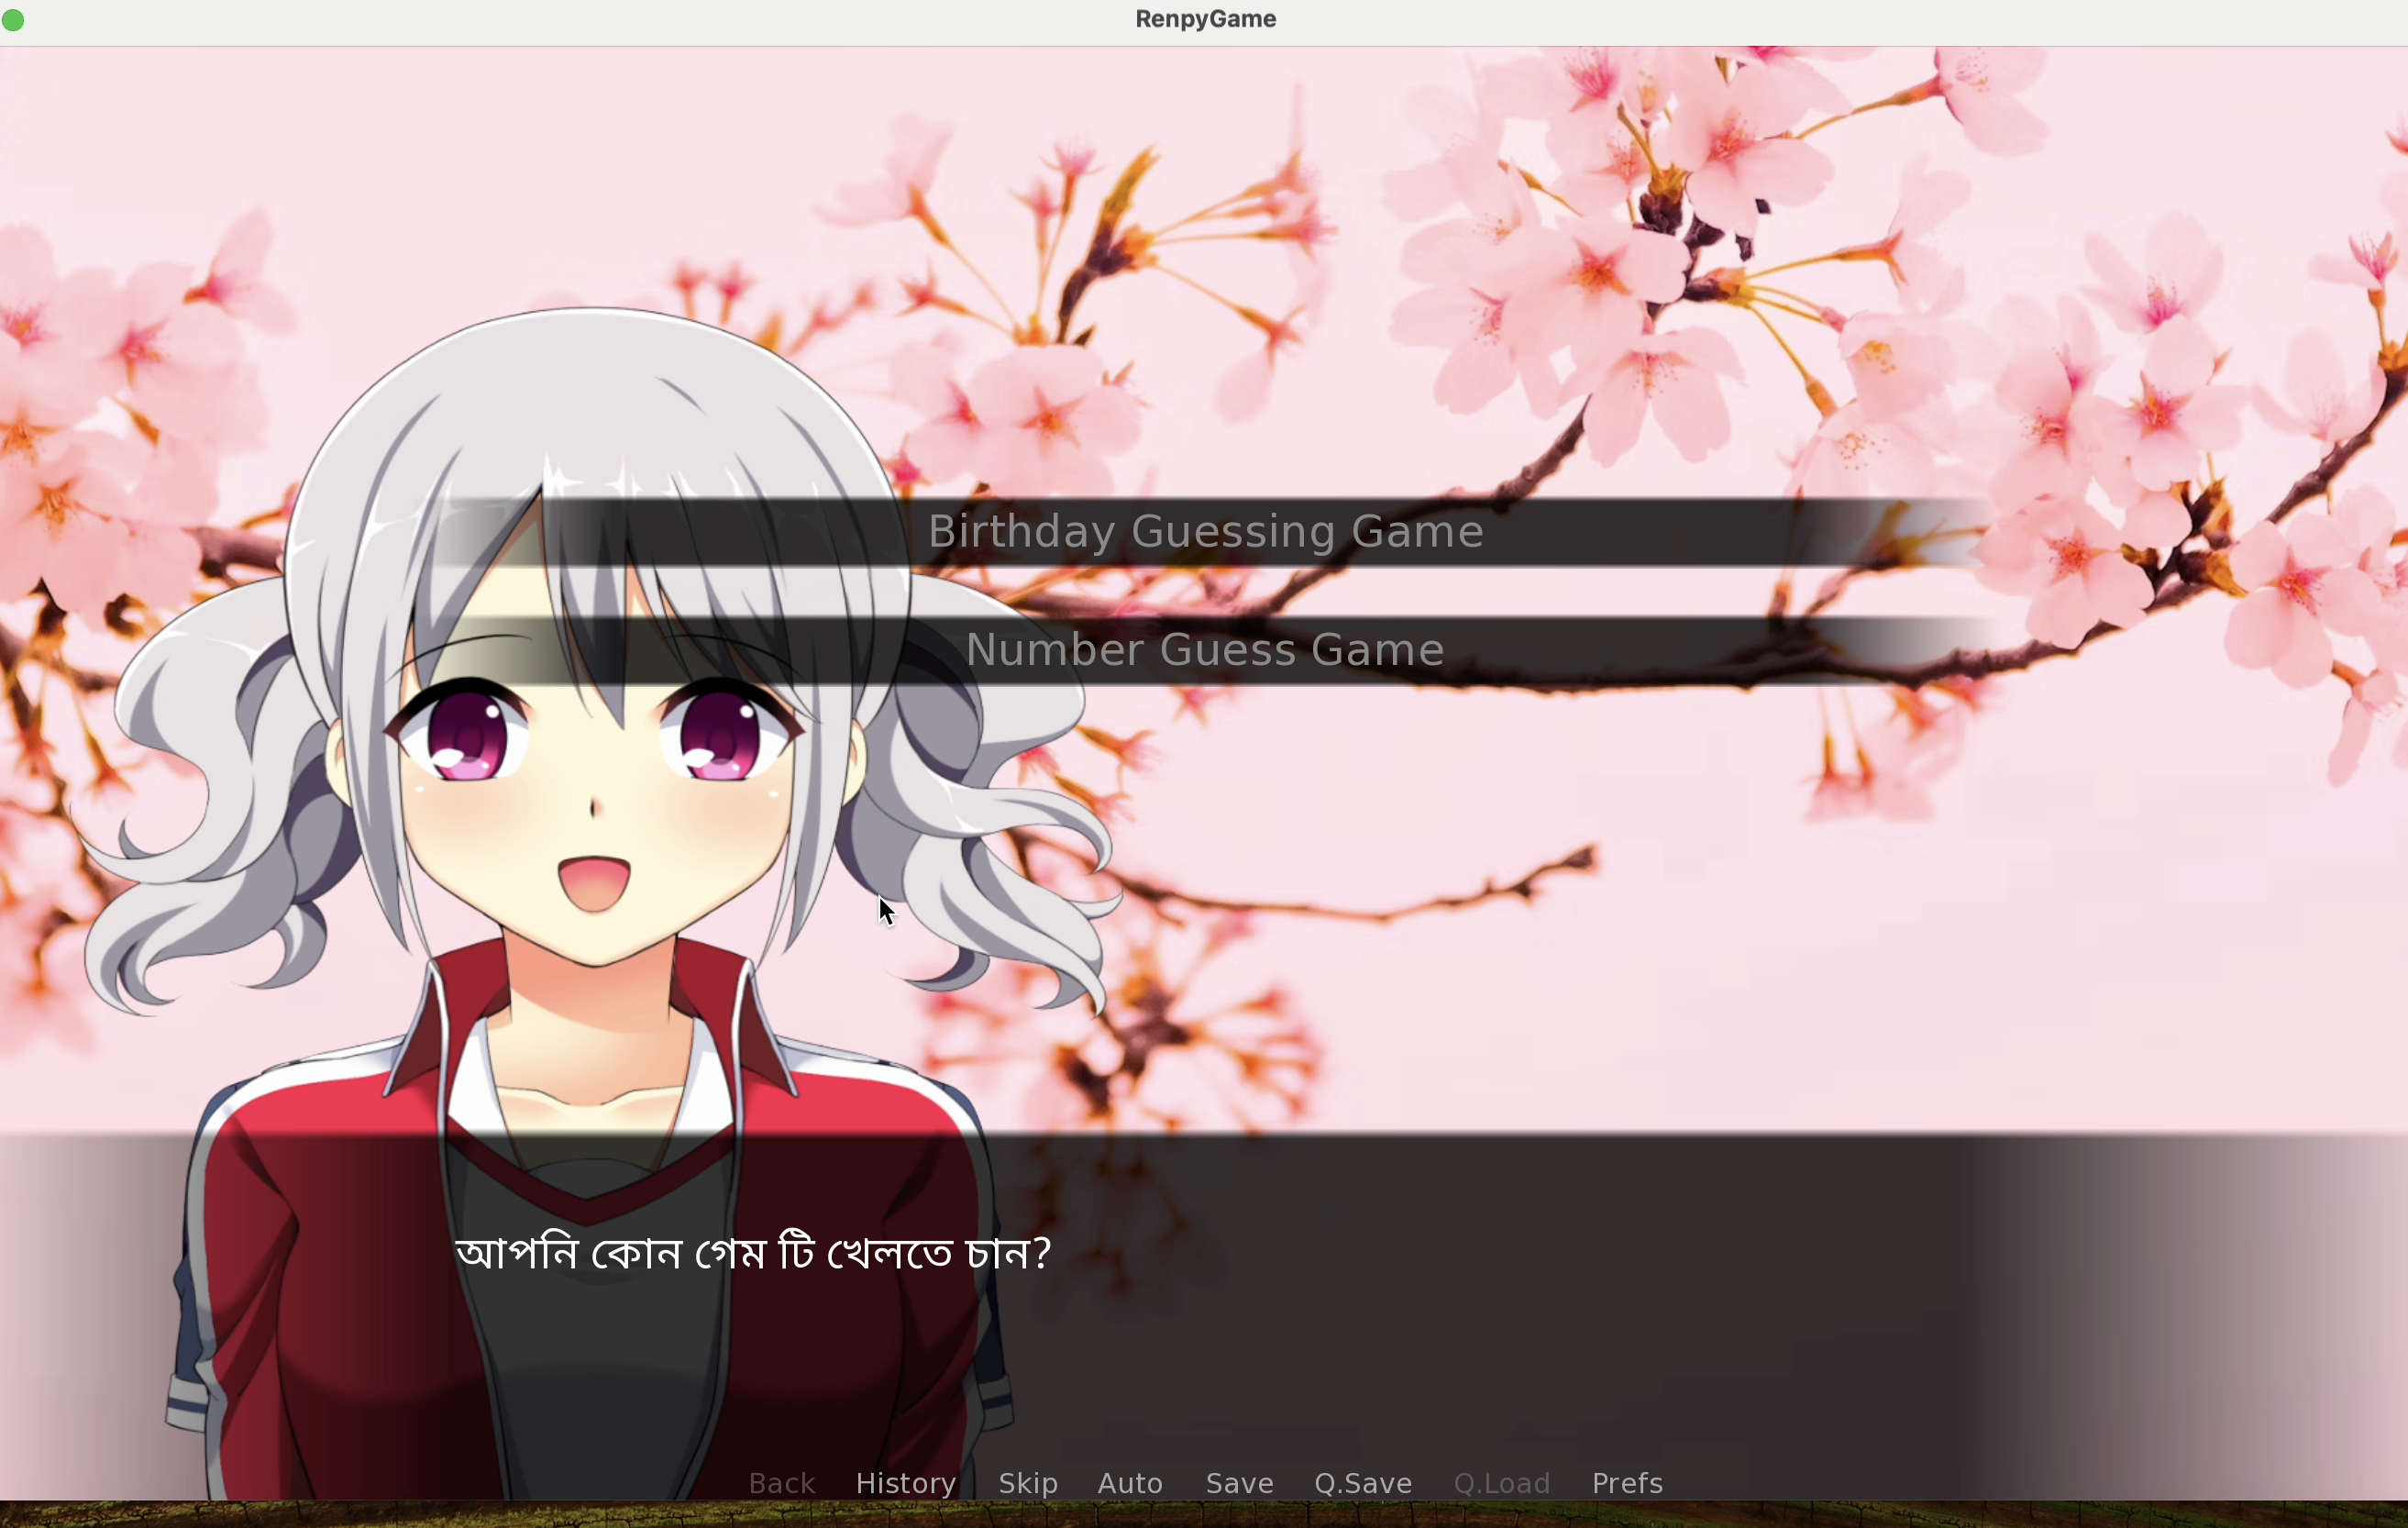 RenpyGame
Birthday Guessing Game
Number Guess Game
আপনি কোন গেম টি খেলতে চান?
Back History Skip Auto Save Q.Save Q.Load Prefs